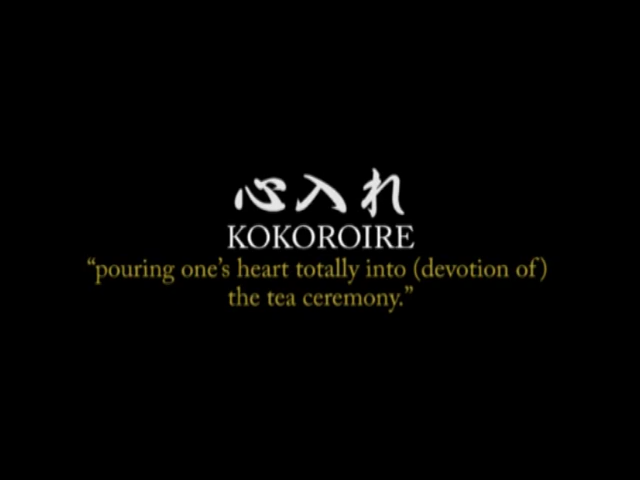 心入れ
KOKOROIRE
“pouring one’s heart totally into (devotion of)
the tea ceremony.”